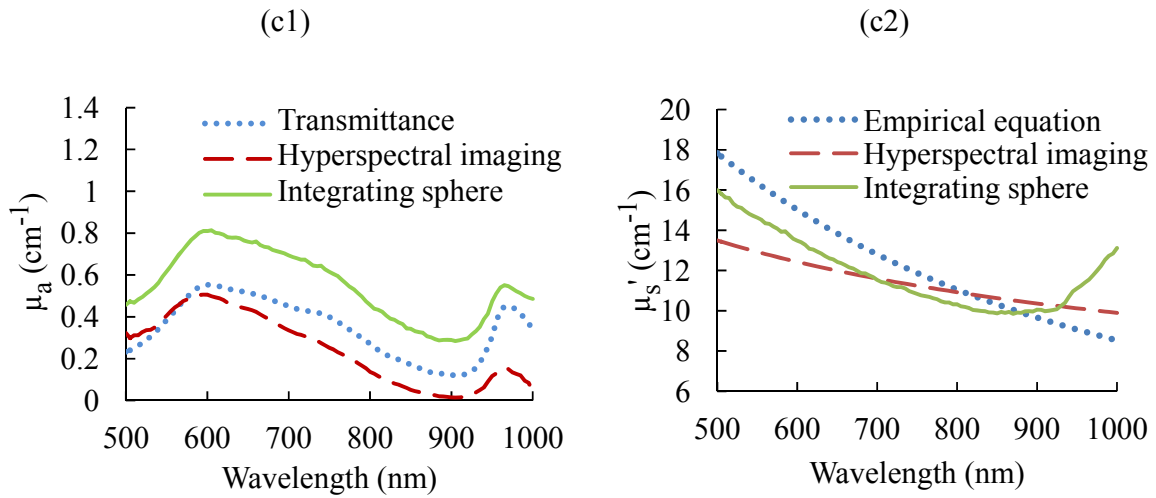 (c1)
1.4
1.2
1
0.8
0.6
0.4
0.2
0
μa (cm⁻¹)
Transmittance
Hyperspectral imaging
Integrating sphere
500 600 700 800 900 1000
Wavelength (nm)
(c2)
20
18
16
14
12
10
8
6
μs' (cm⁻¹)
Empirical equation
Hyperspectral imaging
Integrating sphere
500 600 700 800 900 1000
Wavelength (nm)